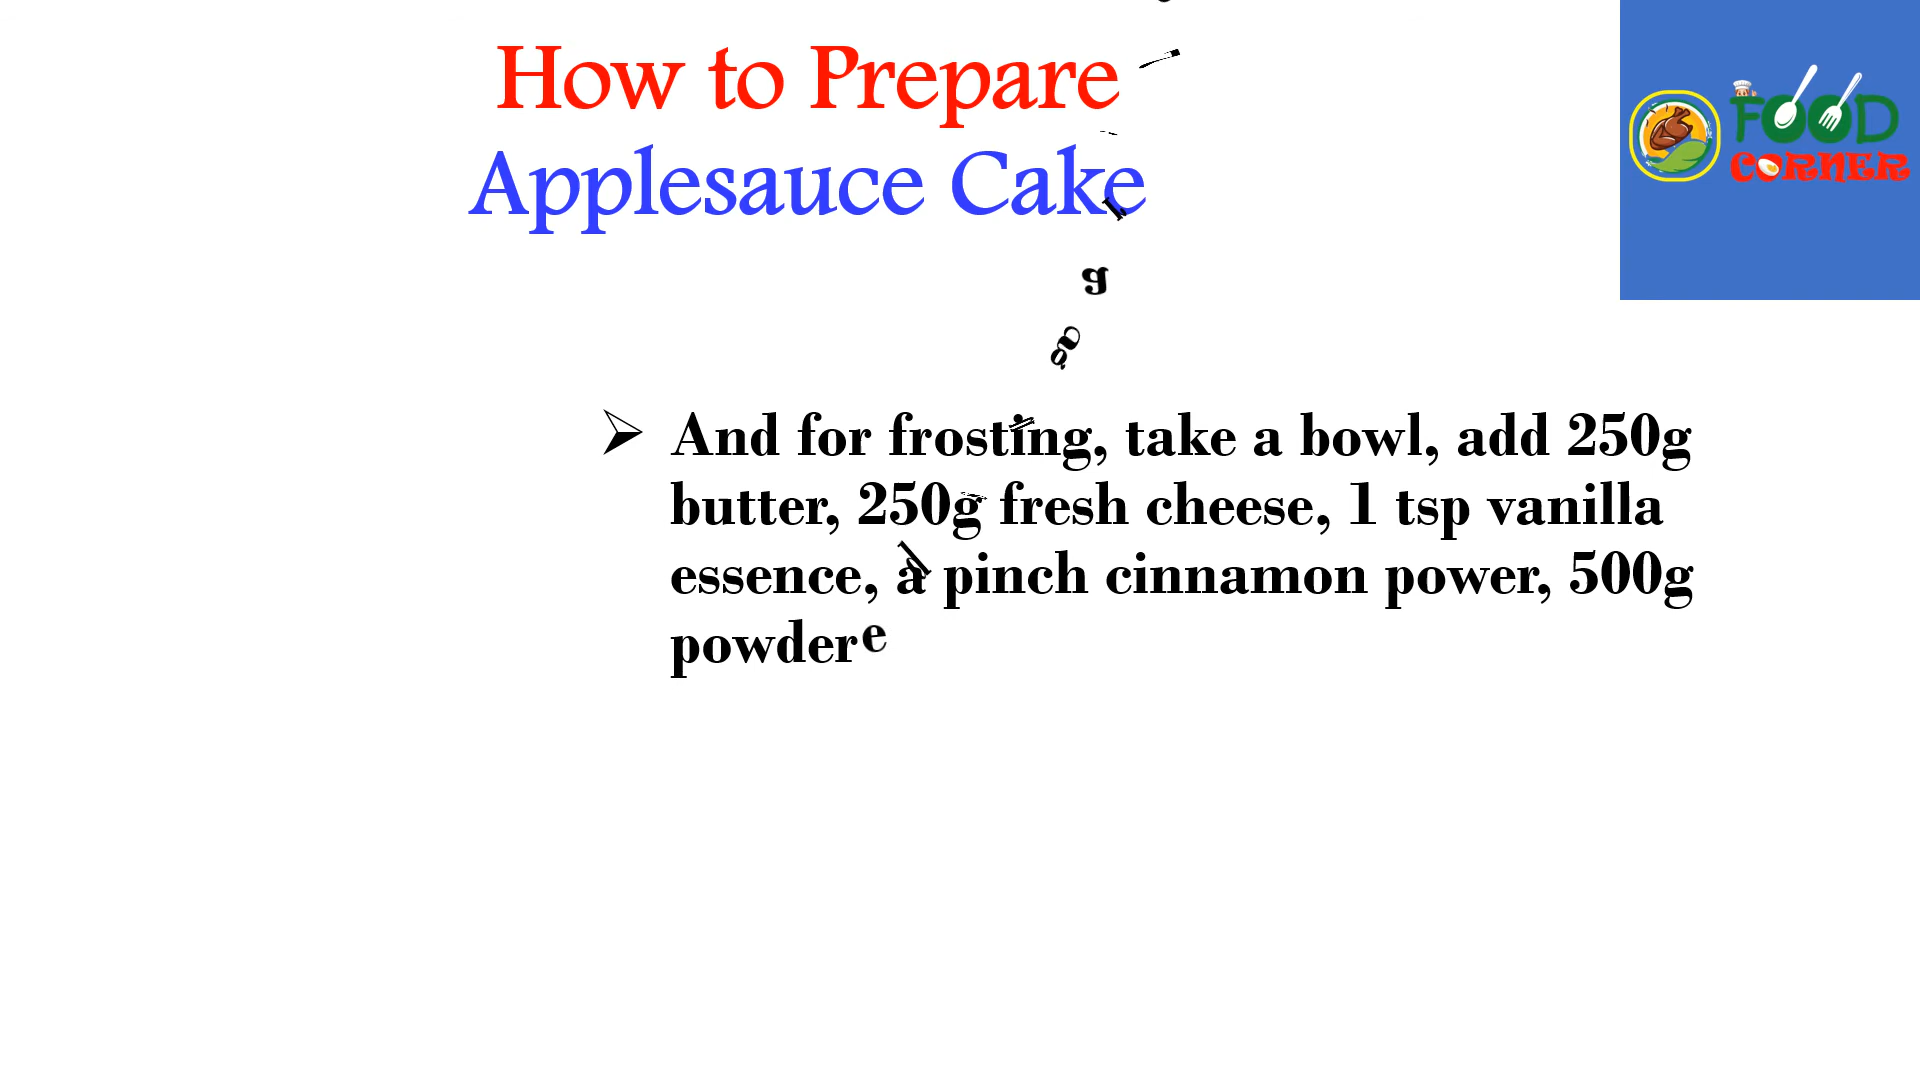 How to Prepare
Applesauce Cake
FOOD
CORNER
➢ And for frosting, take a bowl, add 250g
butter, 250g fresh cheese, 1 tsp vanilla
essence, a pinch cinnamon power, 500g
powdere